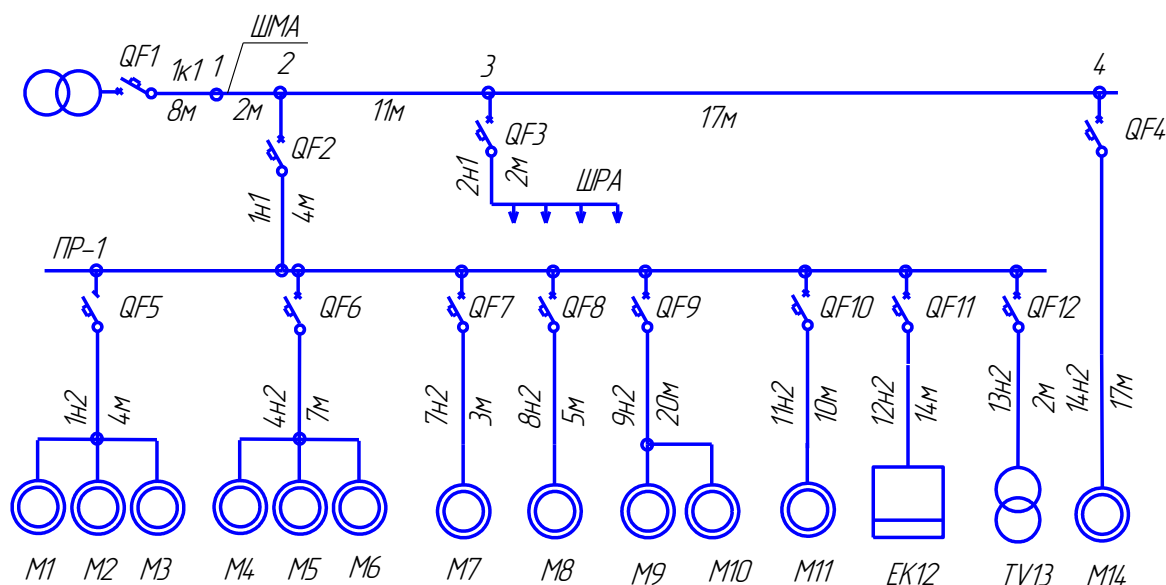 ШМА
QF1 1к1 1 2 3 4
8м 2м 11м 17м
QF2 QF3 QF4
2н1 2м
ШРА
1н1 4м
ПР-1
QF5 QF6 QF7 QF8 QF9 QF10 QF11 QF12
1н2 4м 4н2 7м 7н2 3м 8н2 5м 9н2 20м 11н2 10м 12н2 14м 13н2 2м 14н2 17м
М1 М2 М3 М4 М5 М6 М7 М8 М9 М10 М11 ЕК12 TV13 М14